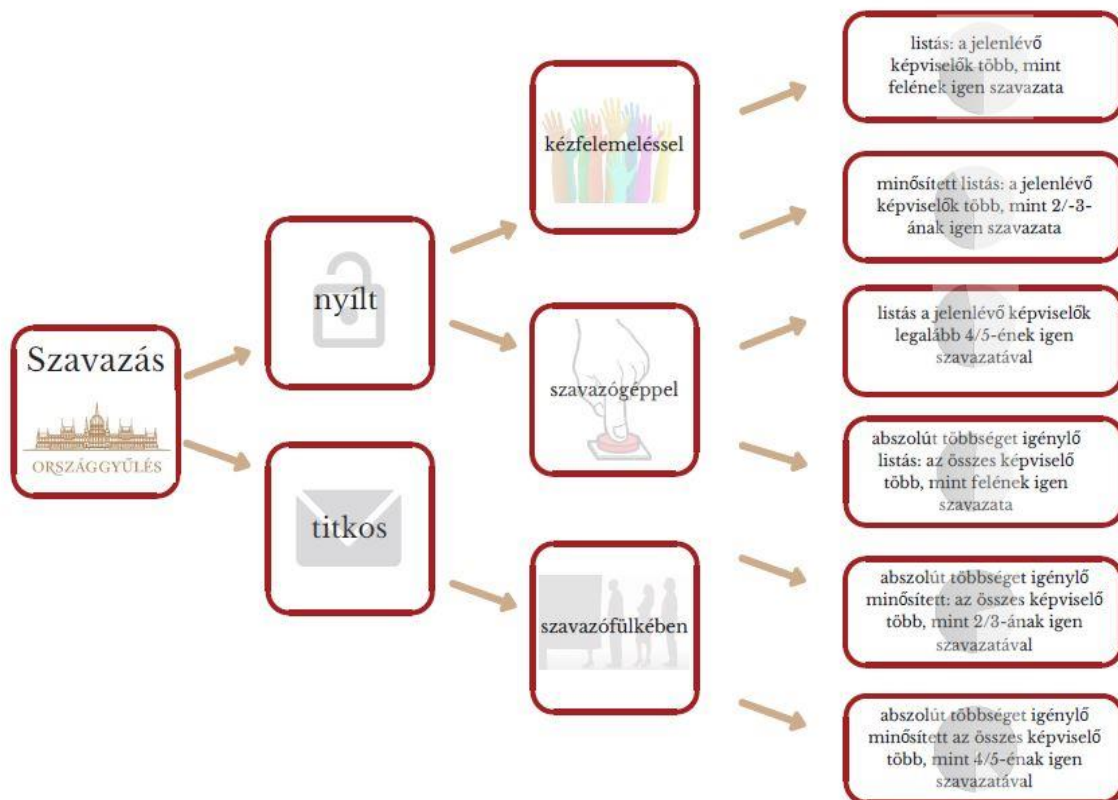 Szavazás
ORSZÁGGYŰLÉS
nyílt
titkos
kézfelemeléssel
szavazógéppel
szavazófülkében
listás: a jelenlévő
képviselők több, mint
felének igen szavazata
minősített listás: a jelenlévő
képviselők több, mint 2/-3-
ának igen szavazata
listás a jelenlévő képviselők
legalább 4/5-ének igen
szavazatával
abszolút többséget igénylő
listás: az összes képviselő
több, mint felének igen
szavazata
abszolút többséget igénylő
minősített: az összes képviselő
több, mint 2/3-ának igen
szavazatával
abszolút többséget igénylő
minősített az összes képviselő
több, mint 4/5-énak igen
szavazatával